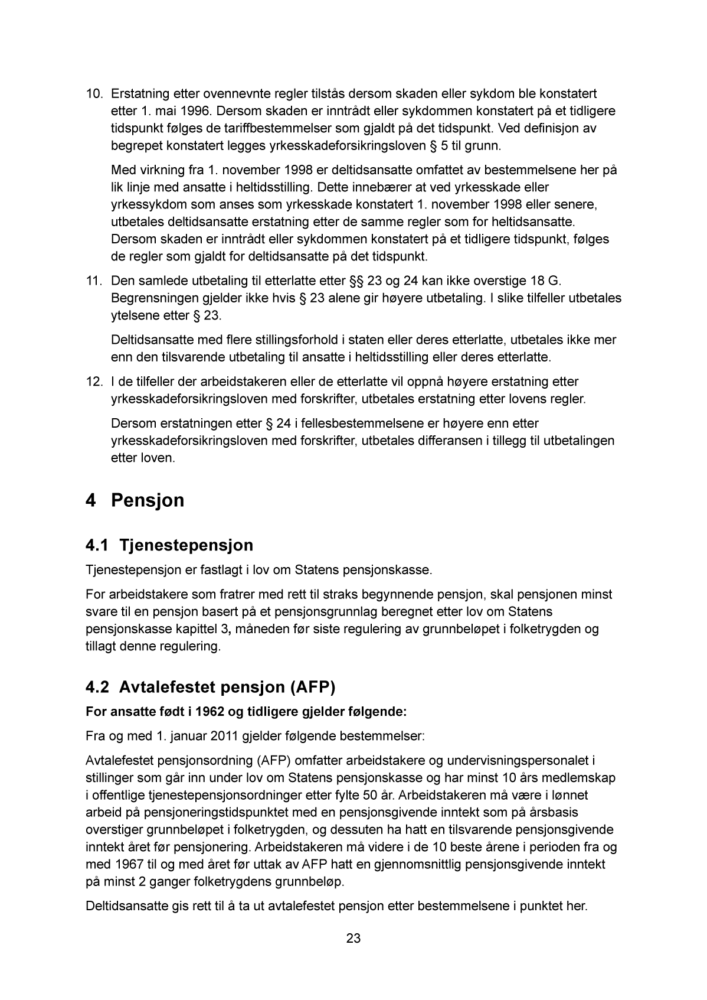 10. Erstatning etter ovennevnte regler tilstås dersom skaden eller sykdom ble konstatert
etter 1. mai 1996. Dersom skaden er inntrådt eller sykdommen konstatert på et tidligere
tidspunkt følges de tariffbestemmelser som gjaldt på det tidspunkt. Ved definisjon av
begrepet konstatert legges yrkesskadeforsikringsloven § 5 til grunn.
Med virkning fra 1. november 1998 er deltidsansatte omfattet av bestemmelsene her på
lik linje med ansatte i heltidsstilling. Dette innebærer at ved yrkesskade eller
yrkessykdom som anses som yrkesskade konstatert 1. november 1998 eller senere,
utbetales deltidsansatte erstatning etter de samme regler som for heltidsansatte.
Dersom skaden er inntrådt eller sykdommen konstatert på et tidligere tidspunkt, følges
de regler som gjaldt for deltidsansatte på det tidspunkt.
11. Den samlede utbetaling til etterlatte etter §§ 23 og 24 kan ikke overstige 18 G.
Begrensningen gjelder ikke hvis § 23 alene gir høyere utbetaling. I slike tilfeller utbetales
ytelsene etter § 23.
Deltidsansatte med flere stillingsforhold i staten eller deres etterlatte, utbetales ikke mer
enn den tilsvarende utbetaling til ansatte i heltidsstilling eller deres etterlatte.
12. I de tilfeller der arbeidstakeren eller de etterlatte vil oppnå høyere erstatning etter
yrkesskadeforsikringsloven med forskrifter, utbetales erstatning etter lovens regler.
Dersom erstatningen etter § 24 i fellesbestemmelsene er høyere enn etter
yrkesskadeforsikringsloven med forskrifter, utbetales differansen i tillegg til utbetalingen
etter loven.
4 Pensjon
4.1 Tjenestepensjon
Tjenestepensjon er fastlagt i lov om Statens pensjonskasse.
For arbeidstakere som fratrer med rett til straks begynnende pensjon, skal pensjonen minst
svare til en pensjon basert på et pensjonsgrunnlag beregnet etter lov om Statens
pensjonskasse kapittel 3, måneden før siste regulering av grunnbeløpet i folketrygden og
tillagt denne regulering.
4.2 Avtalefestet pensjon (AFP)
For ansatte født i 1962 og tidligere gjelder følgende:
Fra og med 1. januar 2011 gjelder følgende bestemmelser:
Avtalefestet pensjonsordning (AFP) omfatter arbeidstakere og undervisningspersonalet i
stillinger som går inn under lov om Statens pensjonskasse og har minst 10 års medlemskap
i offentlige tjenestepensjonsordninger etter fylte 50 år. Arbeidstakeren må være i lønnet
arbeid på pensjoneringstidspunktet med en pensjonsgivende inntekt som på årsbasis
overstiger grunnbeløpet i folketrygden, og dessuten ha hatt en tilsvarende pensjonsgivende
inntekt året før pensjonering. Arbeidstakeren må videre i de 10 beste årene i perioden fra og
med 1967 til og med året før uttak av AFP hatt en gjennomsnittlig pensjonsgivende inntekt
på minst 2 ganger folketrygdens grunnbeløp.
Deltidsansatte gis rett til å ta ut avtalefestet pensjon etter bestemmelsene i punktet her.
23